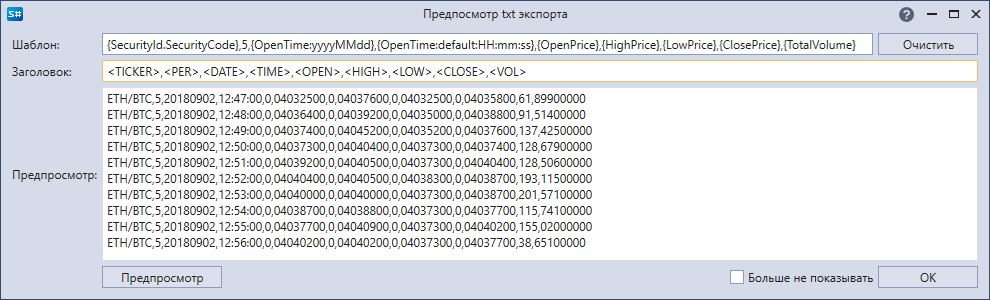 S# Предпосмотр txt экспорта
Шаблон: {SecurityId.SecurityCode},5,{OpenTime:yyyyMMdd},{OpenTime:default:HH:mm:ss},{OpenPrice},{HighPrice},{LowPrice},{ClosePrice},{TotalVolume} Очистить
Заголовок: <TICKER>,<PER>,<DATE>,<TIME>,<OPEN>,<HIGH>,<LOW>,<CLOSE>,<VOL>
Предпросмотр:
ETH/BTC,5,20180902,12:47:00,0,04032500,0,04037600,0,04032500,0,04035800,61,89900000
ETH/BTC,5,20180902,12:48:00,0,04036400,0,04039200,0,04035000,0,04038800,91,51400000
ETH/BTC,5,20180902,12:49:00,0,04037400,0,04045200,0,04035200,0,04037600,137,42500000
ETH/BTC,5,20180902,12:50:00,0,04037300,0,04040400,0,04037300,0,04037400,128,67900000
ETH/BTC,5,20180902,12:51:00,0,04039200,0,04040500,0,04037300,0,04040400,128,50600000
ETH/BTC,5,20180902,12:52:00,0,04040400,0,04040500,0,04038300,0,04038700,193,11500000
ETH/BTC,5,20180902,12:53:00,0,04040000,0,04040000,0,04037300,0,04038700,201,57100000
ETH/BTC,5,20180902,12:54:00,0,04038700,0,04038800,0,04037300,0,04037700,115,74100000
ETH/BTC,5,20180902,12:55:00,0,04037700,0,04040900,0,04037300,0,04037300,155,02000000
ETH/BTC,5,20180902,12:56:00,0,04040200,0,04040200,0,04037300,0,04037700,38,65100000
Предпросмотр Больше не показывать OK